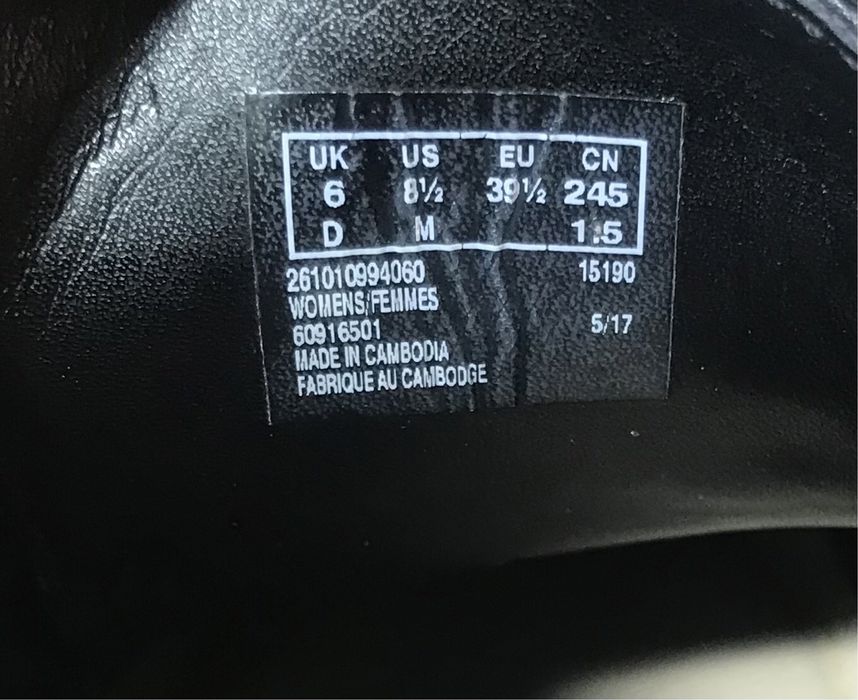 UK US EU CN
6 8½ 39½ 245
D M 1.5
261010994060 15190
WOMENS/FEMMES
60916501 5/17
MADE IN CAMBODIA
FABRIQUE AU CAMBODGE